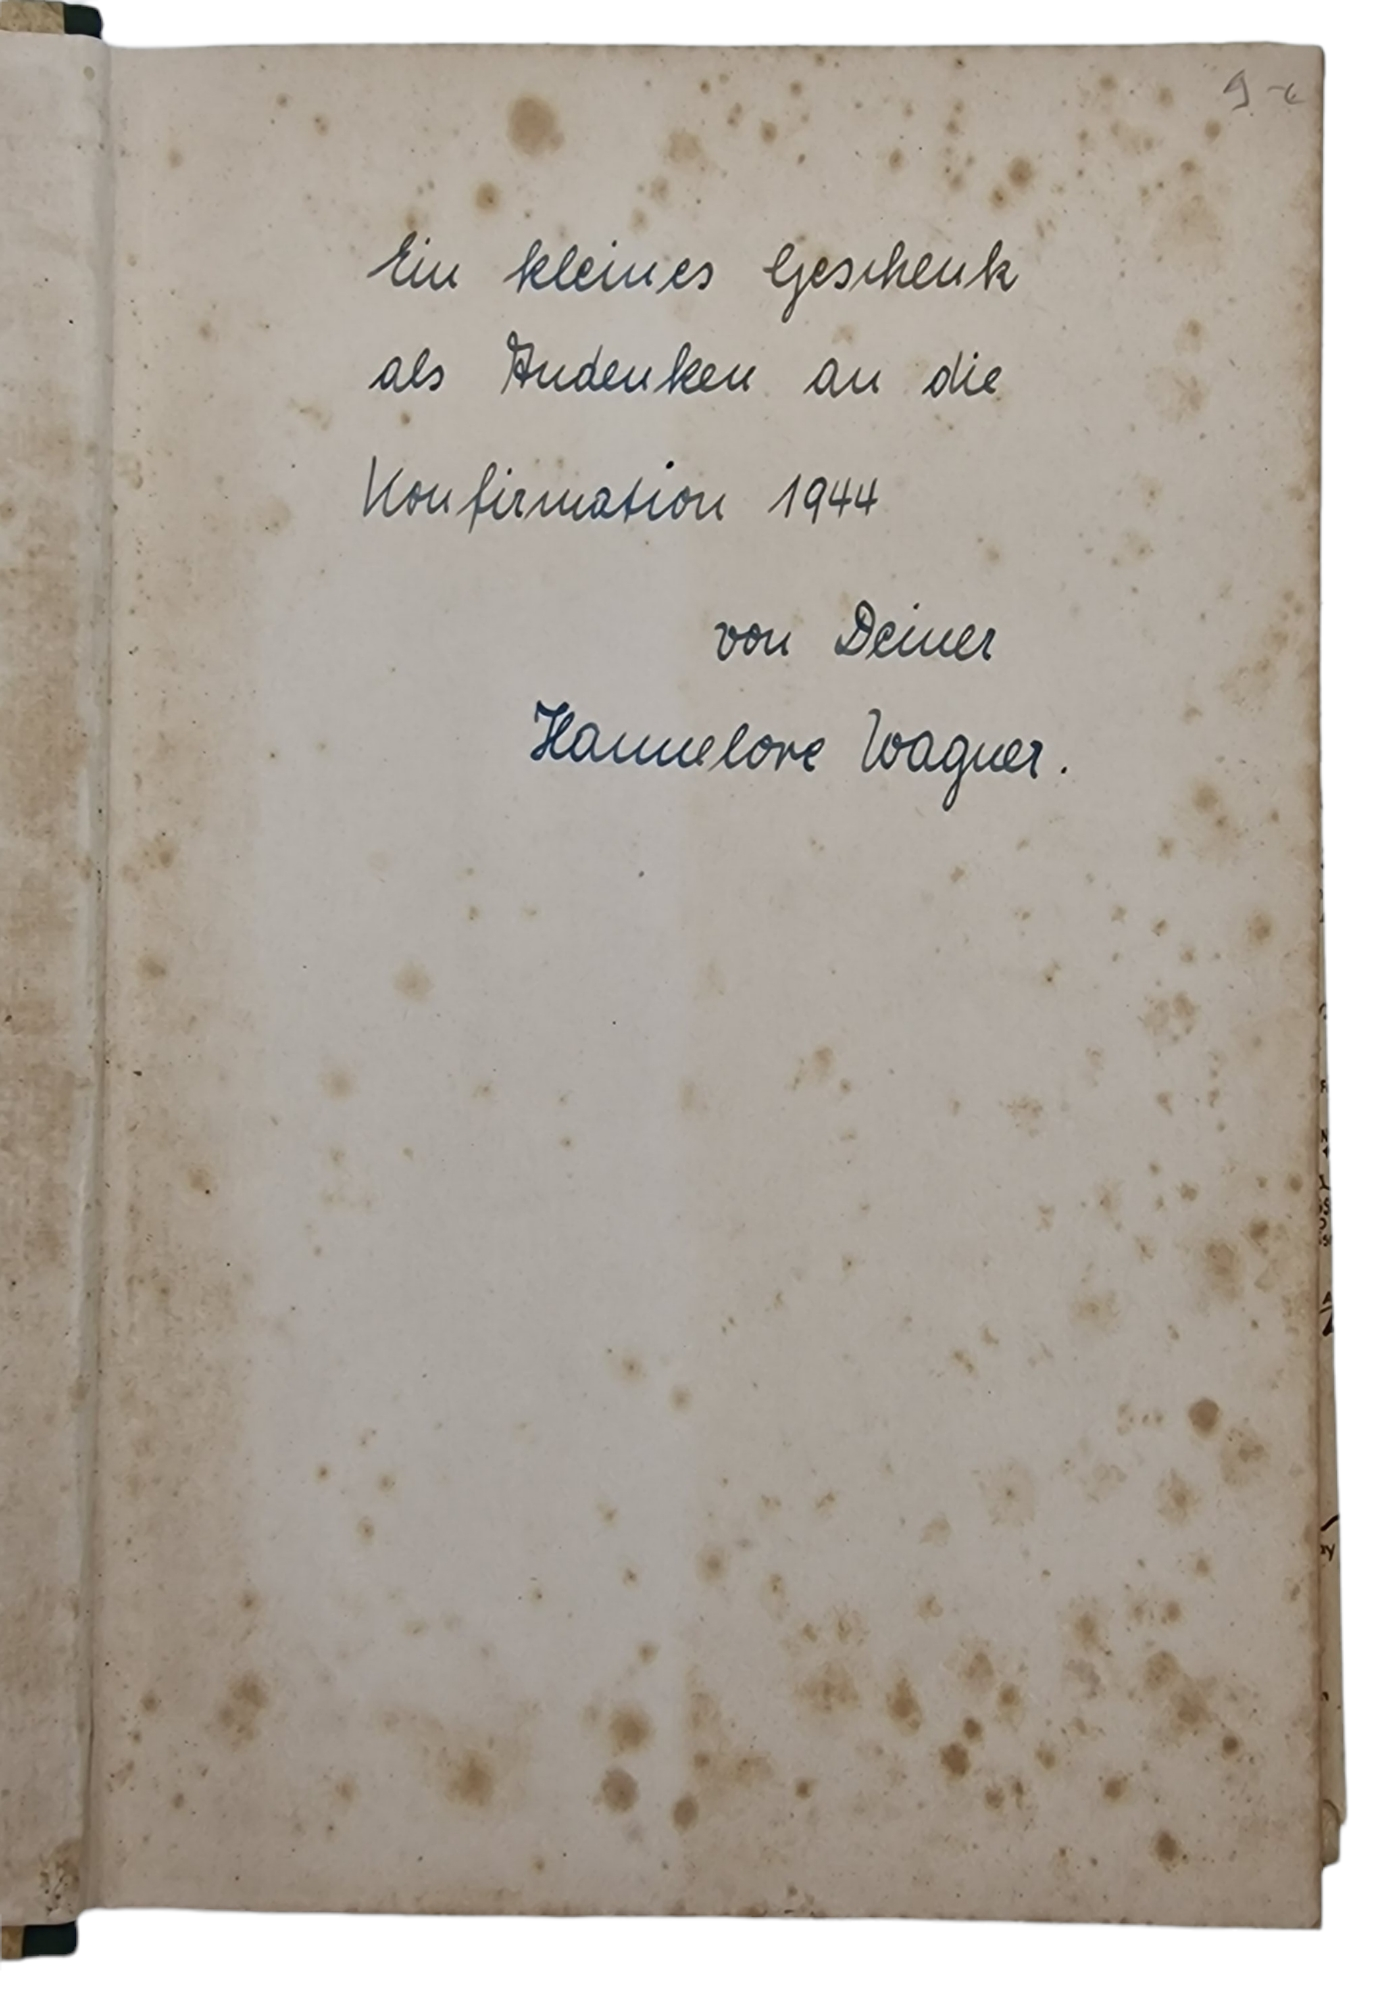 Ein kleines Geschenk
als Andenken an die
Konfirmation 1944
von Deiner
Hannelore Wagner.